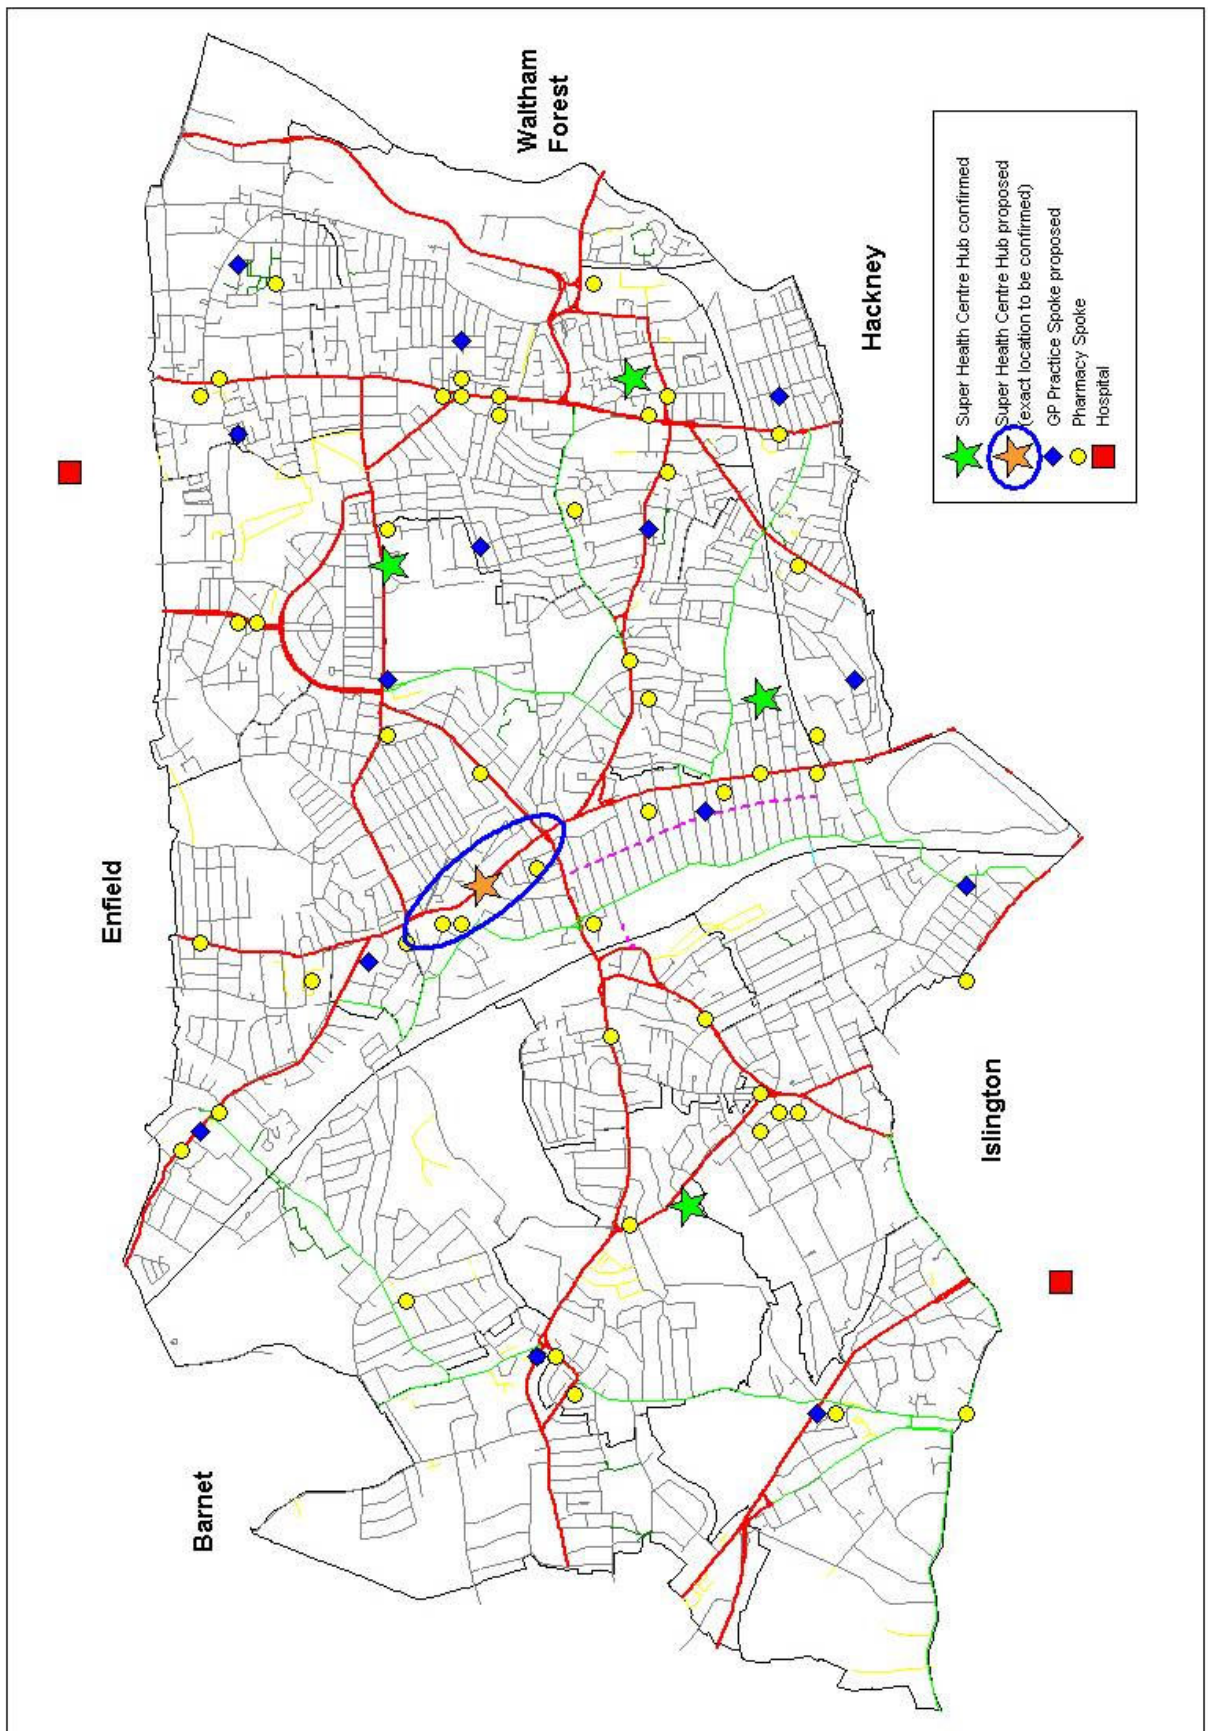 Barnet
Enfield
Waltham
Forest
Hackney
Islington
Super Health Centre Hub confirmed
Super Health Centre Hub proposed
(exact location to be confirmed)
GP Practice Spoke proposed
Pharmacy Spoke
Hospital